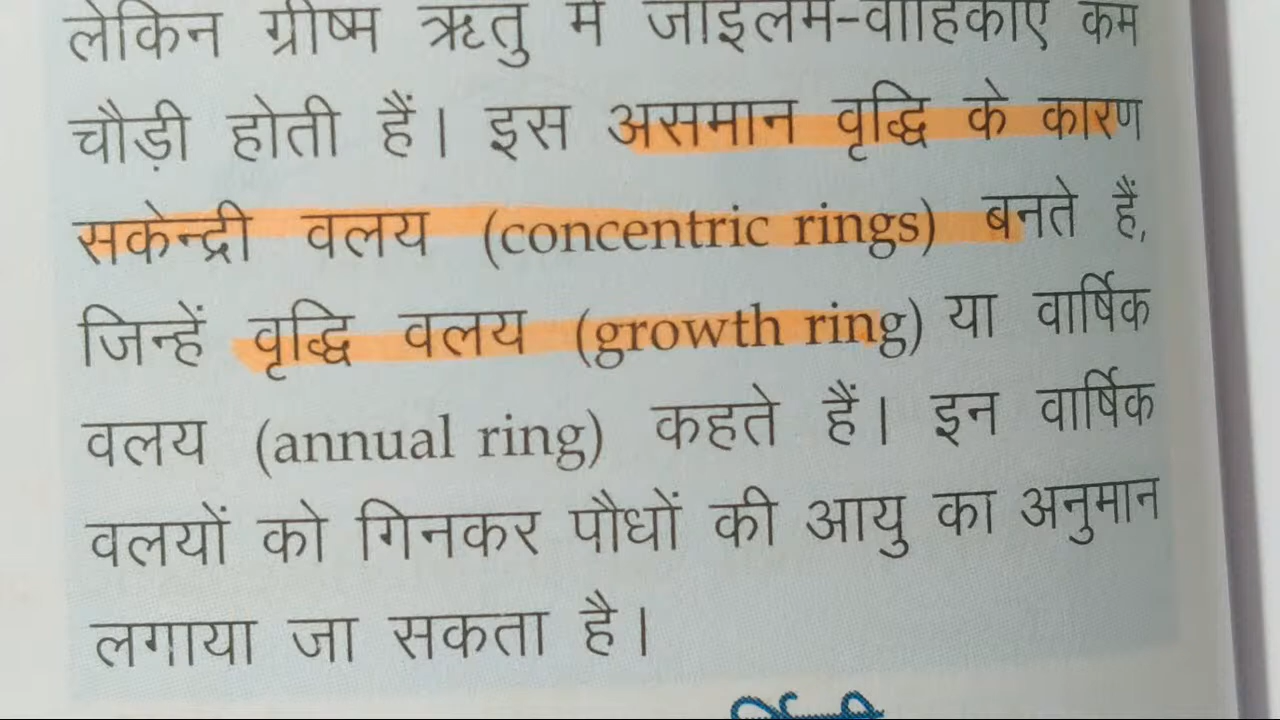 लेकिन ग्रीष्म ऋतु में जाइलम-वाहिकाएँ कम
चौड़ी होती हैं। इस असमान वृद्धि के कारण
सकेन्द्री वलय (concentric rings) बनते हैं,
जिन्हें वृद्धि वलय (growth ring) या वार्षिक
वलय (annual ring) कहते हैं। इन वार्षिक
वलयों को गिनकर पौधों की आयु का अनुमान
लगाया जा सकता है।